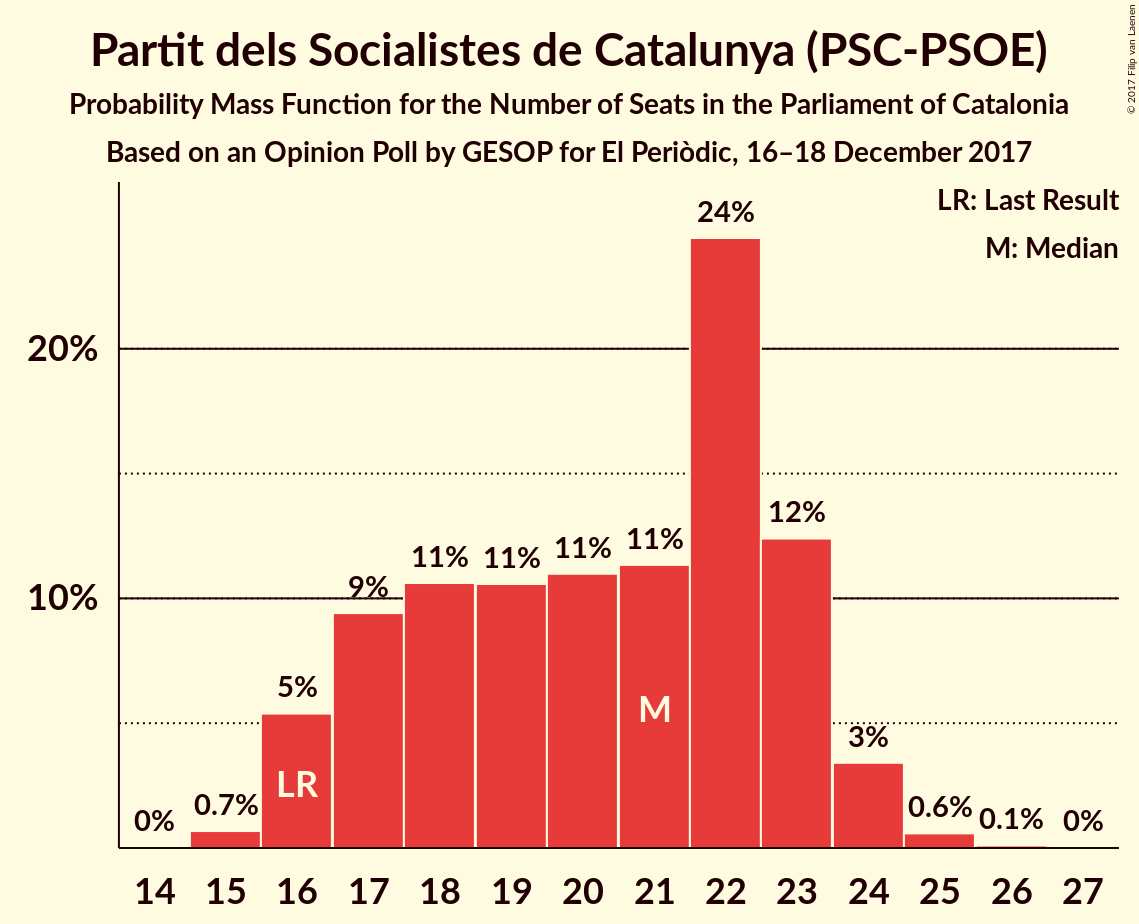 Partit dels Socialistes de Catalunya (PSC-PSOE)
Probability Mass Function for the Number of Seats in the Parliament of Catalonia
Based on an Opinion Poll by GESOP for El Periòdic, 16–18 December 2017
© 2017 Filip van Laenen
LR: Last Result
M: Median
20%
10%
0%
0.7%
5%
9%
11%
11%
11%
11%
24%
12%
3%
0.6%
0.1%
0%
LR
M
14 15 16 17 18 19 20 21 22 23 24 25 26 27